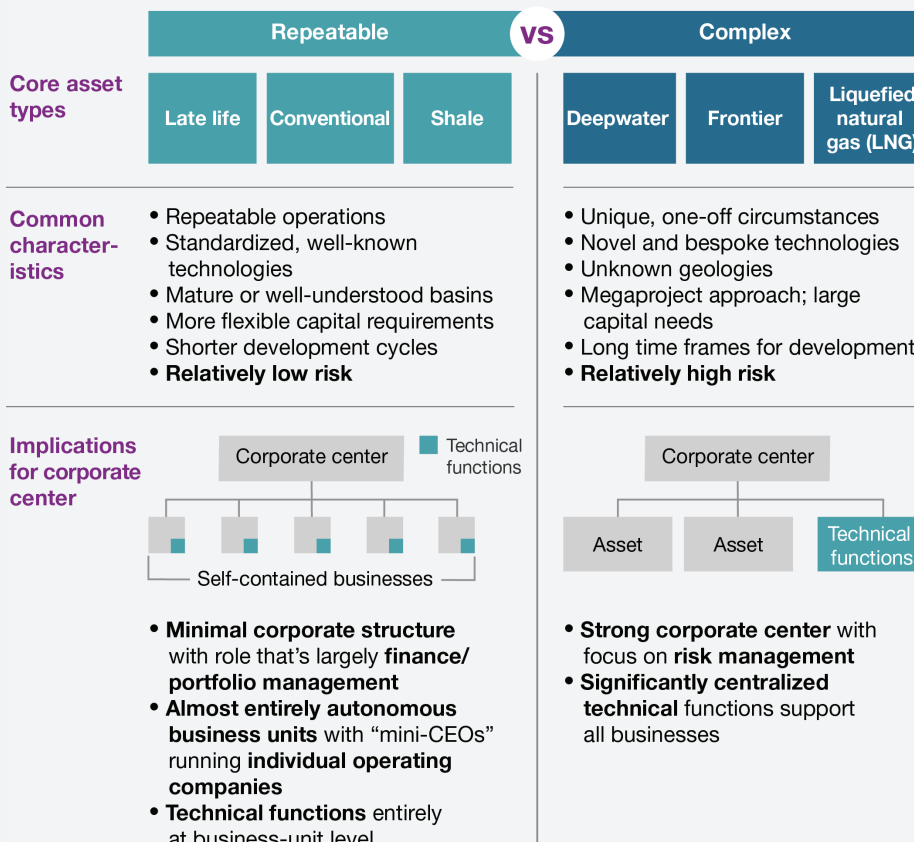 Repeatable
vs
Complex
Core asset
types
Late life
Conventional
Shale
Deepwater
Frontier
Liquefied
natural
gas (LNG)
Common
character-
istics
• Repeatable operations
• Standardized, well-known
technologies
• Mature or well-understood basins
• More flexible capital requirements
• Shorter development cycles
• Relatively low risk
• Unique, one-off circumstances
• Novel and bespoke technologies
• Unknown geologies
• Megaproject approach; large
capital needs
• Long time frames for development
• Relatively high risk
Implications
for corporate
center
Corporate center
Technical
functions
Self-contained businesses
• Minimal corporate structure
with role that’s largely finance/
portfolio management
• Almost entirely autonomous
business units with “mini-CEOs”
running individual operating
companies
• Technical functions entirely
at business-unit level
Corporate center
Asset
Asset
Technical
functions
• Strong corporate center with
focus on risk management
• Significantly centralized
technical functions support
all businesses